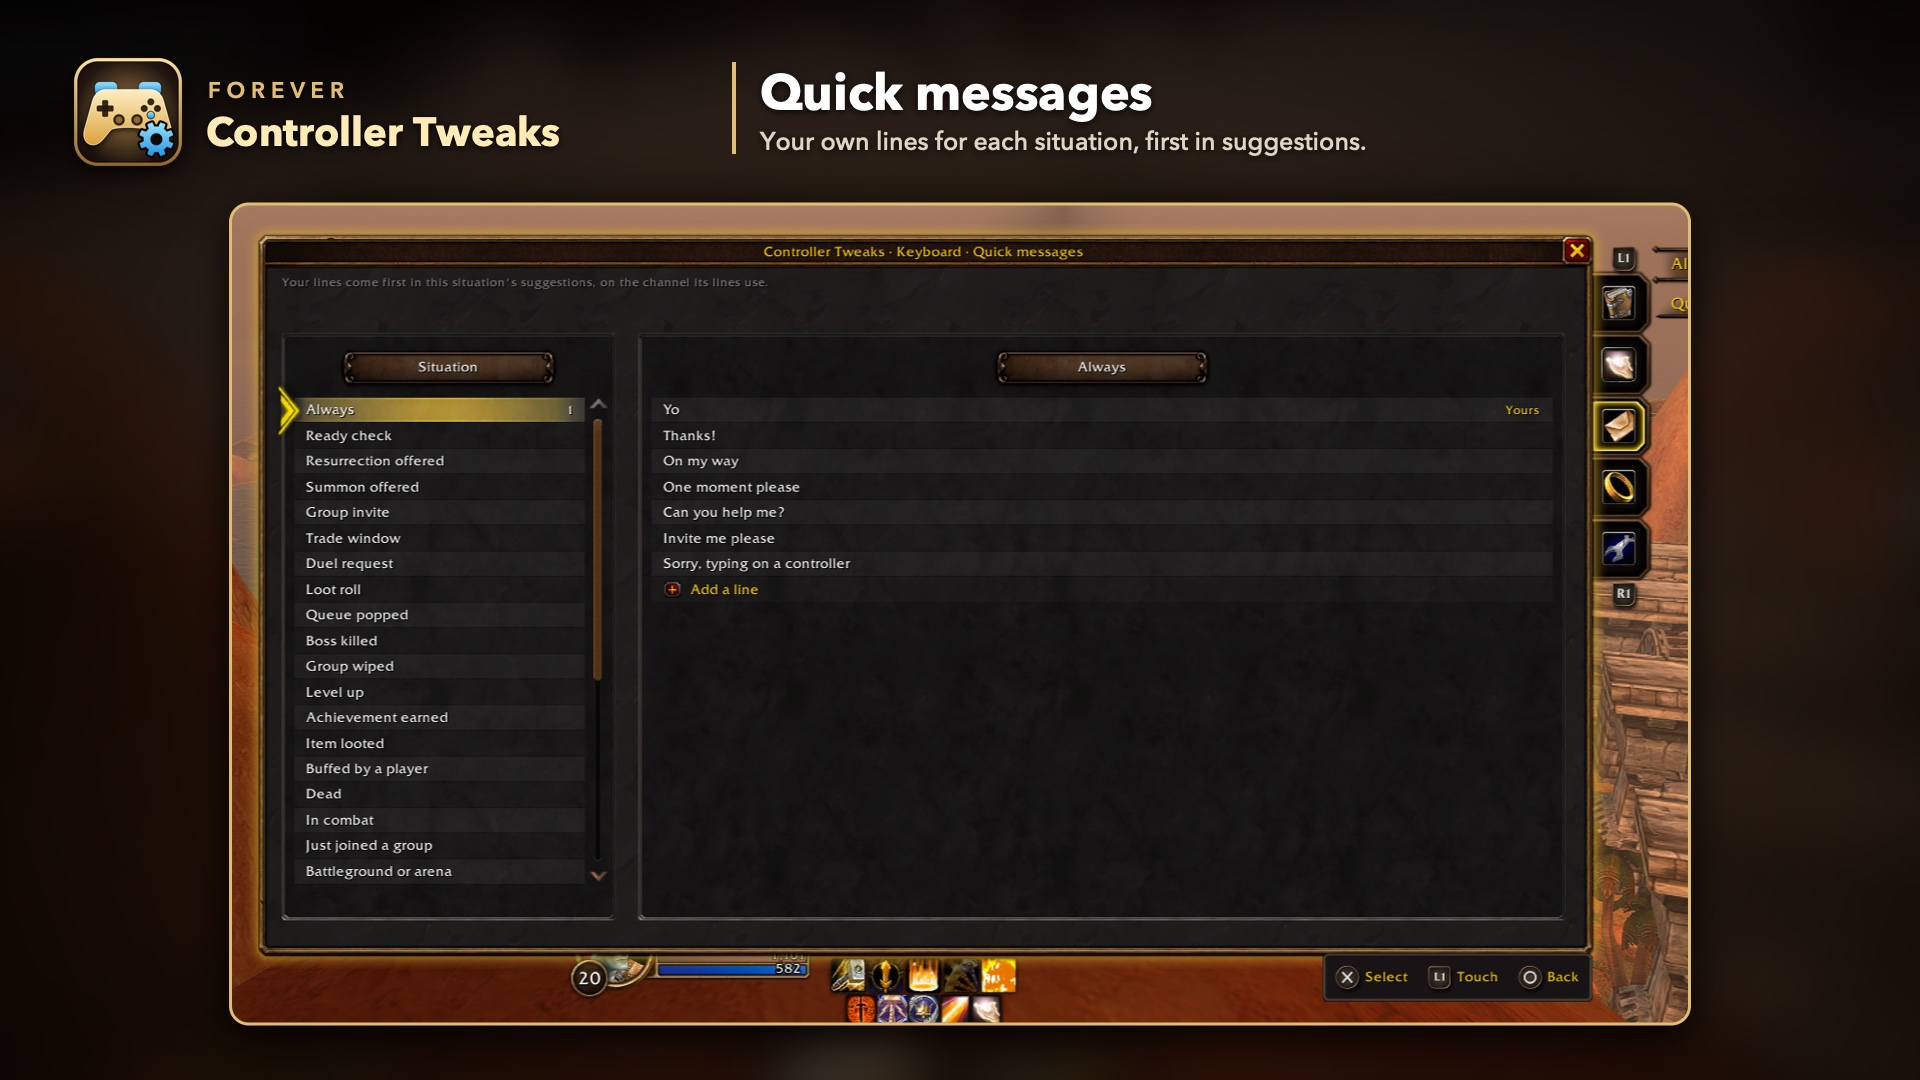 FOREVER
Controller Tweaks
Quick messages
Your own lines for each situation, first in suggestions.
Controller Tweaks · Keyboard · Quick messages
Your lines come first in this situation's suggestions, on the channel its lines use.
L1
Al
Qu
R1
Situation
Always 1
Ready check
Resurrection offered
Summon offered
Group invite
Trade window
Duel request
Loot roll
Queue popped
Boss killed
Group wiped
Level up
Achievement earned
Item looted
Buffed by a player
Dead
In combat
Just joined a group
Battleground or arena
Always
Yo Yours
Thanks!
On my way
One moment please
Can you help me?
Invite me please
Sorry, typing on a controller
Add a line
20
582
Select
L1 Touch
Back